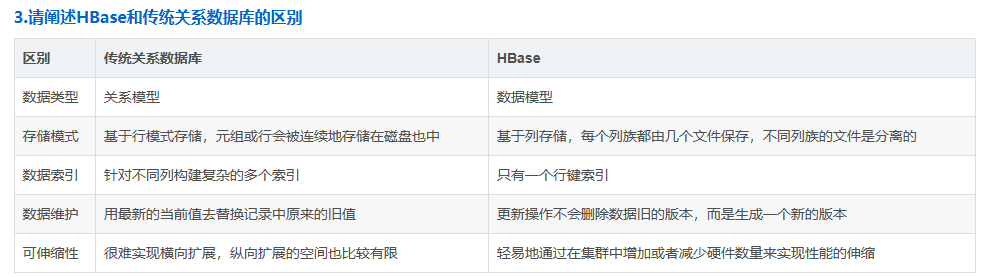 3.请阐述HBase和传统关系数据库的区别
区别 传统关系数据库 HBase
数据类型 关系模型 数据模型
存储模式 基于行模式存储，元组或行会被连续地存储在磁盘也中 基于列存储，每个列族都由几个文件保存，不同列族的文件是分离的
数据索引 针对不同列构建复杂的多个索引 只有一个行键索引
数据维护 用最新的当前值去替换记录中原来的旧值 更新操作不会删除数据旧的版本，而是生成一个新的版本
可伸缩性 很难实现横向扩展，纵向扩展的空间也比较有限 轻易地通过在集群中增加或者减少硬件数量来实现性能的伸缩